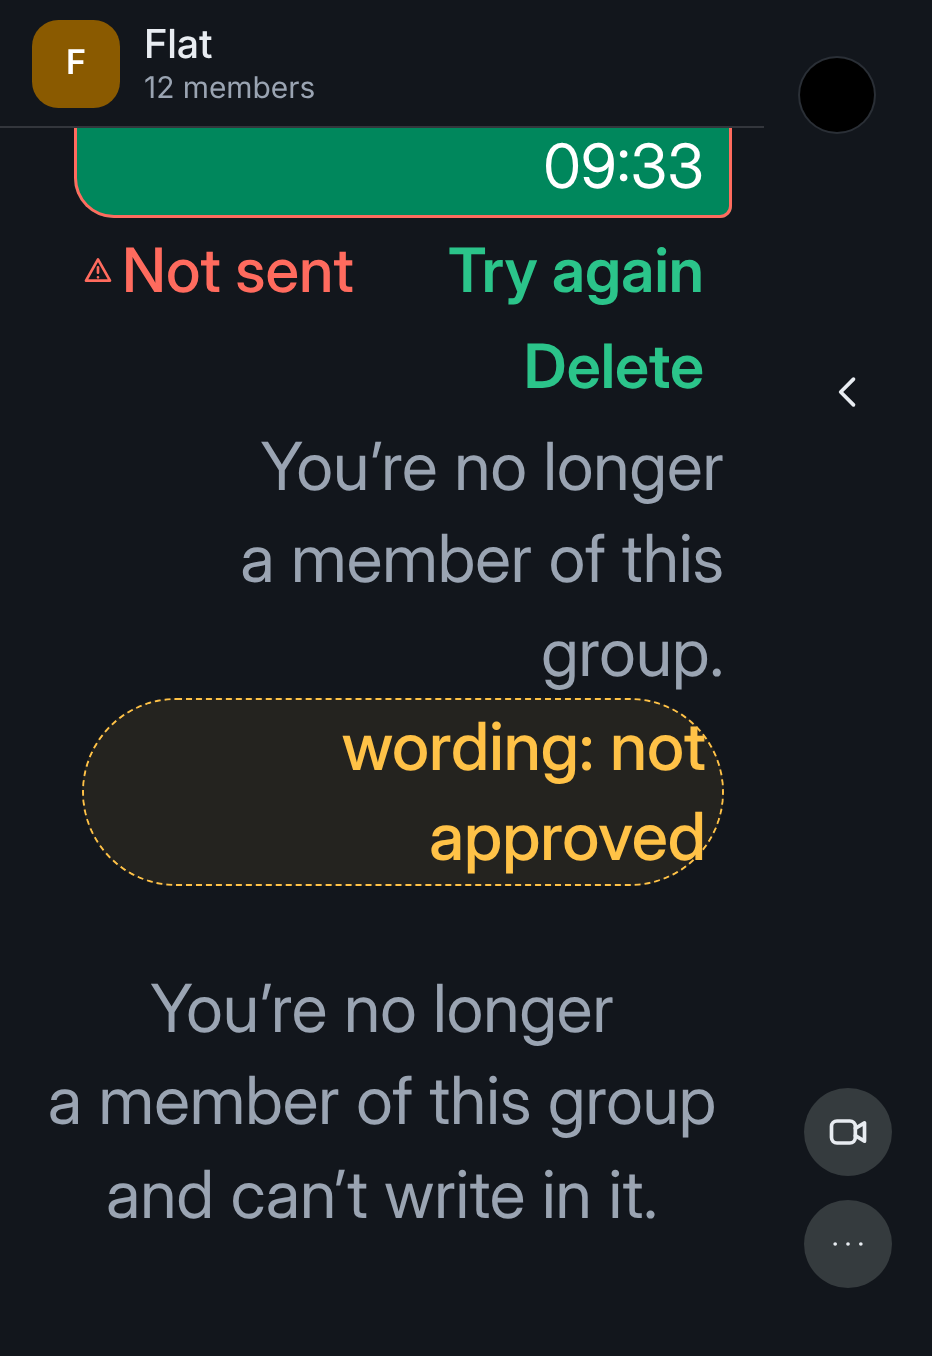 F
Flat
12 members
09:33
Not sent
Try again
Delete
You’re no longer
a member of this
group.
wording: not
approved
You’re no longer
a member of this group
and can’t write in it.